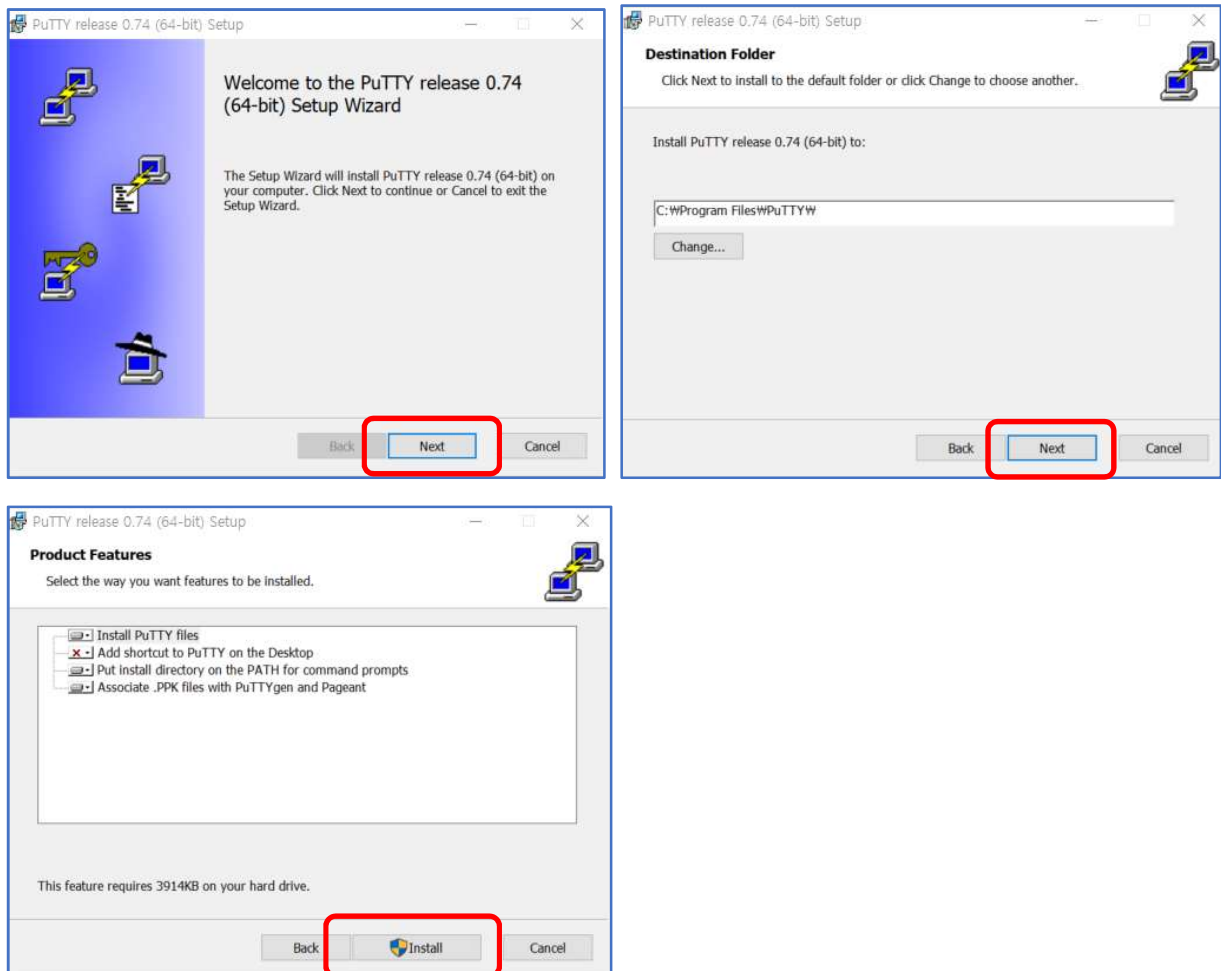 PuTTY release 0.74 (64-bit) Setup
Welcome to the PuTTY release 0.74
(64-bit) Setup Wizard
The Setup Wizard will install PuTTY release 0.74 (64-bit) on
your computer. Click Next to continue or Cancel to exit the
Setup Wizard.
Back Next Cancel
PuTTY release 0.74 (64-bit) Setup
Destination Folder
Click Next to install to the default folder or click Change to choose another.
Install PuTTY release 0.74 (64-bit) to:
C:₩Program Files₩PuTTY₩
Change...
Back Next Cancel
PuTTY release 0.74 (64-bit) Setup
Product Features
Select the way you want features to be installed.
Install PuTTY files
Add shortcut to PuTTY on the Desktop
Put install directory on the PATH for command prompts
Associate .PPK files with PuTTYgen and Pageant
This feature requires 3914KB on your hard drive.
Back Install Cancel